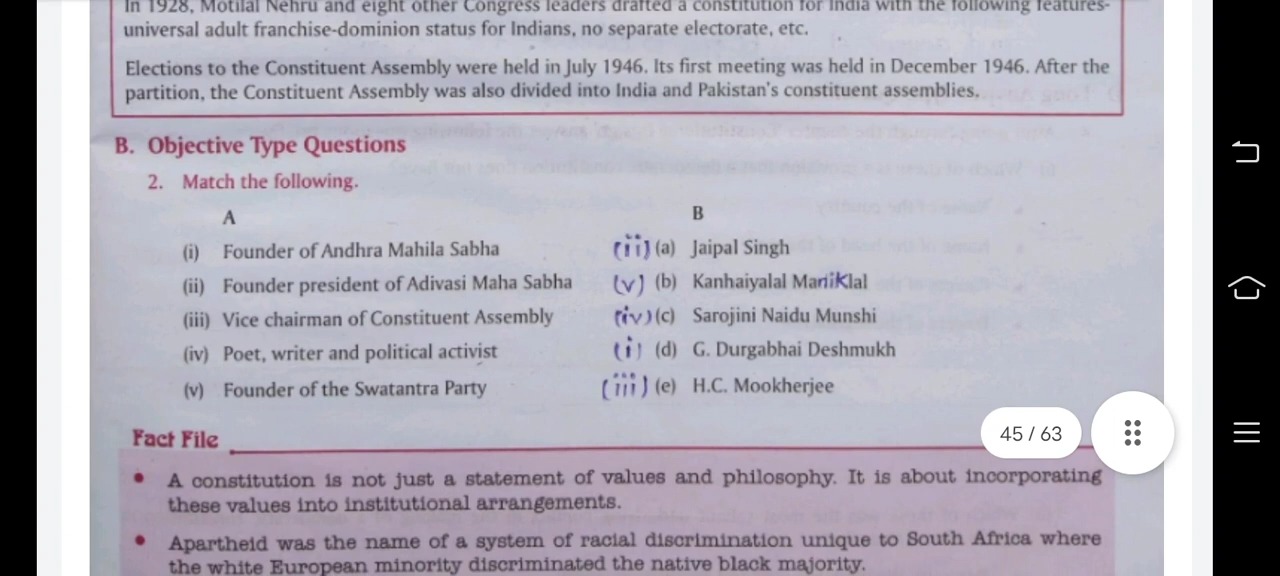 In 1928, Motilal Nehru and eight other Congress leaders drafted a constitution for India with the following features-
universal adult franchise-dominion status for Indians, no separate electorate, etc.
Elections to the Constituent Assembly were held in July 1946. Its first meeting was held in December 1946. After the
partition, the Constituent Assembly was also divided into India and Pakistan's constituent assemblies.
B. Objective Type Questions
2. Match the following.
A B
(i) Founder of Andhra Mahila Sabha (ii) (a) Jaipal Singh
(ii) Founder president of Adivasi Maha Sabha (v) (b) Kanhaiyalal Maniklal
(iii) Vice chairman of Constituent Assembly (iv) (c) Sarojini Naidu Munshi
(iv) Poet, writer and political activist (i) (d) G. Durgabhai Deshmukh
(v) Founder of the Swatantra Party (iii) (e) H.C. Mookherjee
45 / 63
Fact File
• A constitution is not just a statement of values and philosophy. It is about incorporating
these values into institutional arrangements.
• Apartheid was the name of a system of racial discrimination unique to South Africa where
the white European minority discriminated the native black majority.